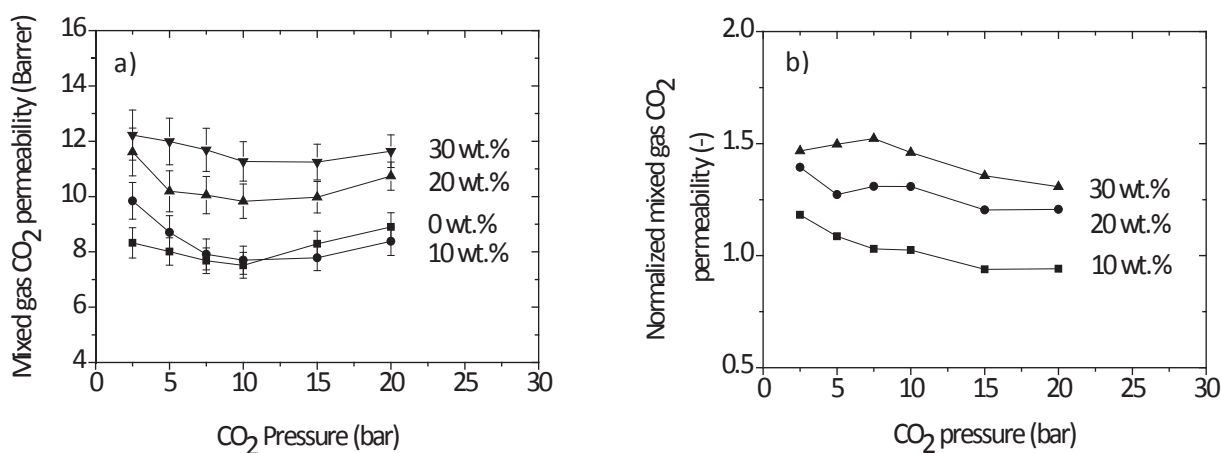 a)
Mixed gas CO2 permeability (Barrer)
16
14
12
10
8
6
4
30 wt.%
20 wt.%
0 wt.%
10 wt.%
0 5 10 15 20 25 30
CO2 Pressure (bar)
b)
Normalized mixed gas CO2
permeability (-)
2.0
1.5
1.0
0.5
30 wt.%
20 wt.%
10 wt.%
0 5 10 15 20 25 30
CO2 pressure (bar)